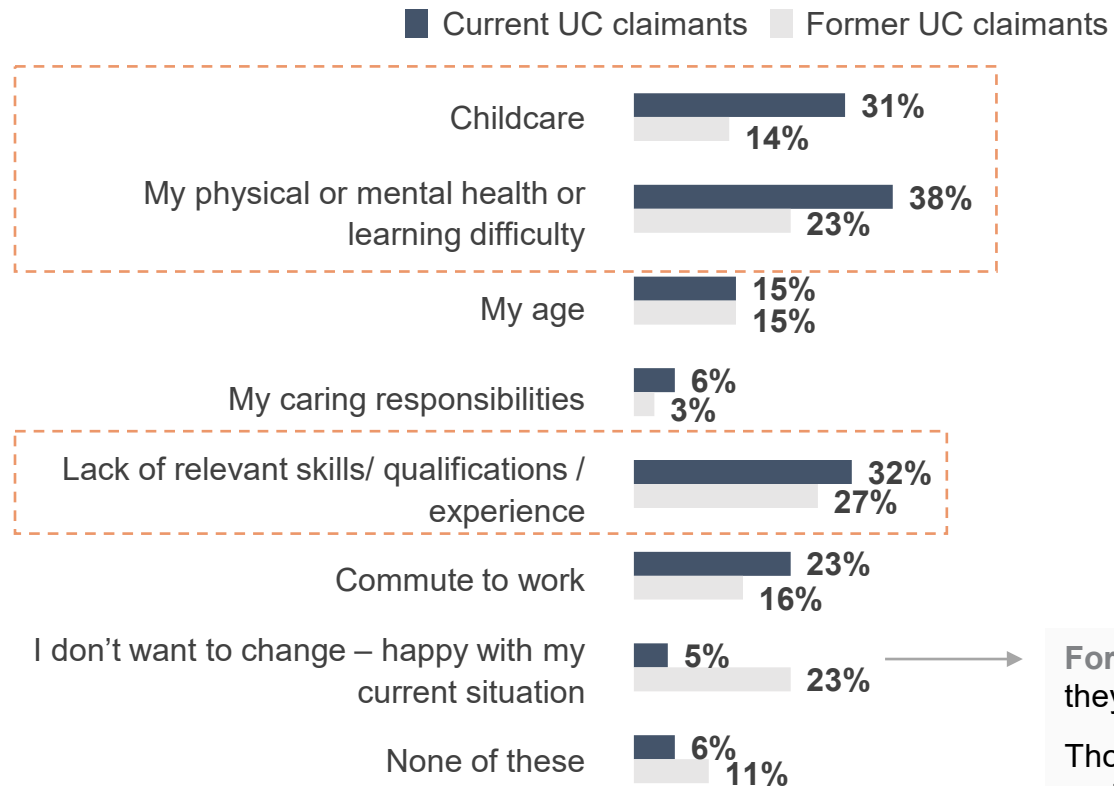 Current UC claimants Former UC claimants
Childcare
31%
14%
My physical or mental health or
learning difficulty
38%
23%
My age
15%
15%
My caring responsibilities
6%
3%
Lack of relevant skills/ qualifications /
experience
32%
27%
Commute to work
23%
16%
I don’t want to change – happy with my
current situation
5%
23%
For
they
Tho
None of these
6%
11%